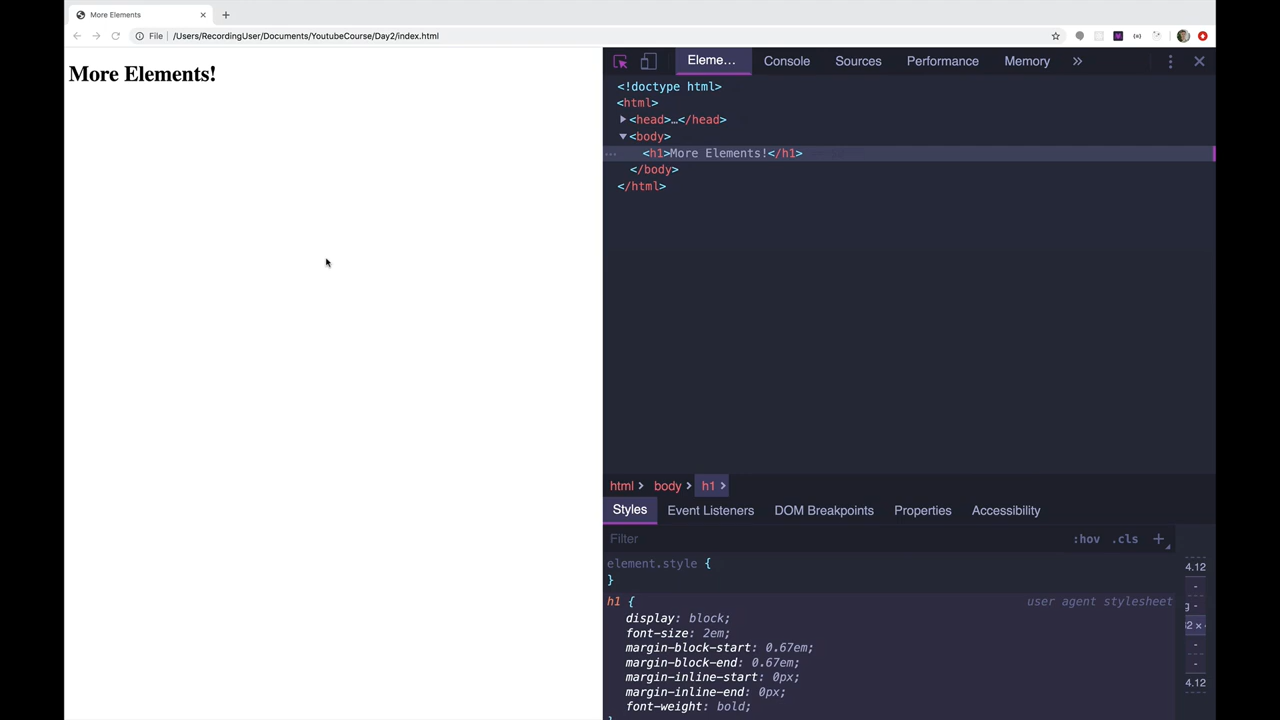 More Elements
File /Users/RecordingUser/Documents/YoutubeCourse/Day2/index.html
More Elements!
Eleme… Console Sources Performance Memory »
<!doctype html>
<html>
<head>…</head>
<body>
<h1>More Elements!</h1>
</body>
</html>
html body h1
Styles Event Listeners DOM Breakpoints Properties Accessibility
Filter :hov .cls +
element.style {
}
h1 { user agent stylesheet
display: block;
font-size: 2em;
margin-block-start: 0.67em;
margin-block-end: 0.67em;
margin-inline-start: 0px;
margin-inline-end: 0px;
font-weight: bold;
}
4.12
-
-
-
-
4.12